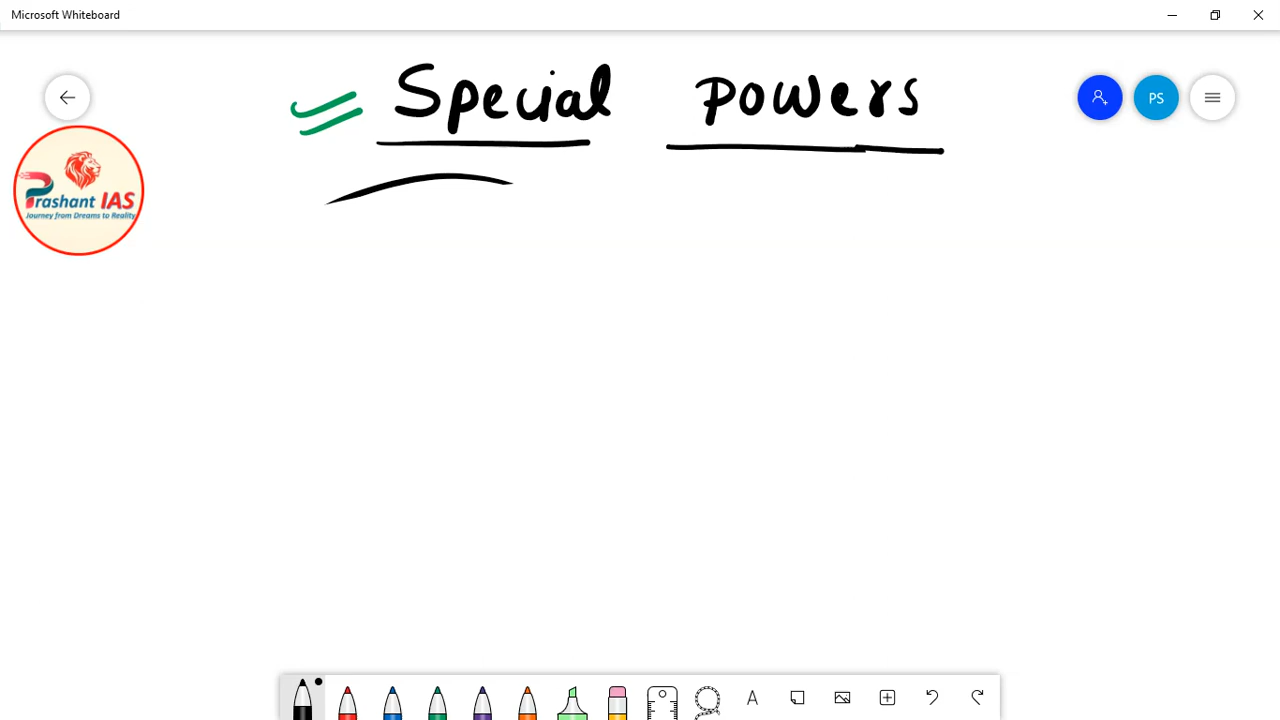 Microsoft Whiteboard
Special Powers
PS
Prashant IAS
Journey from Dreams to Reality
A